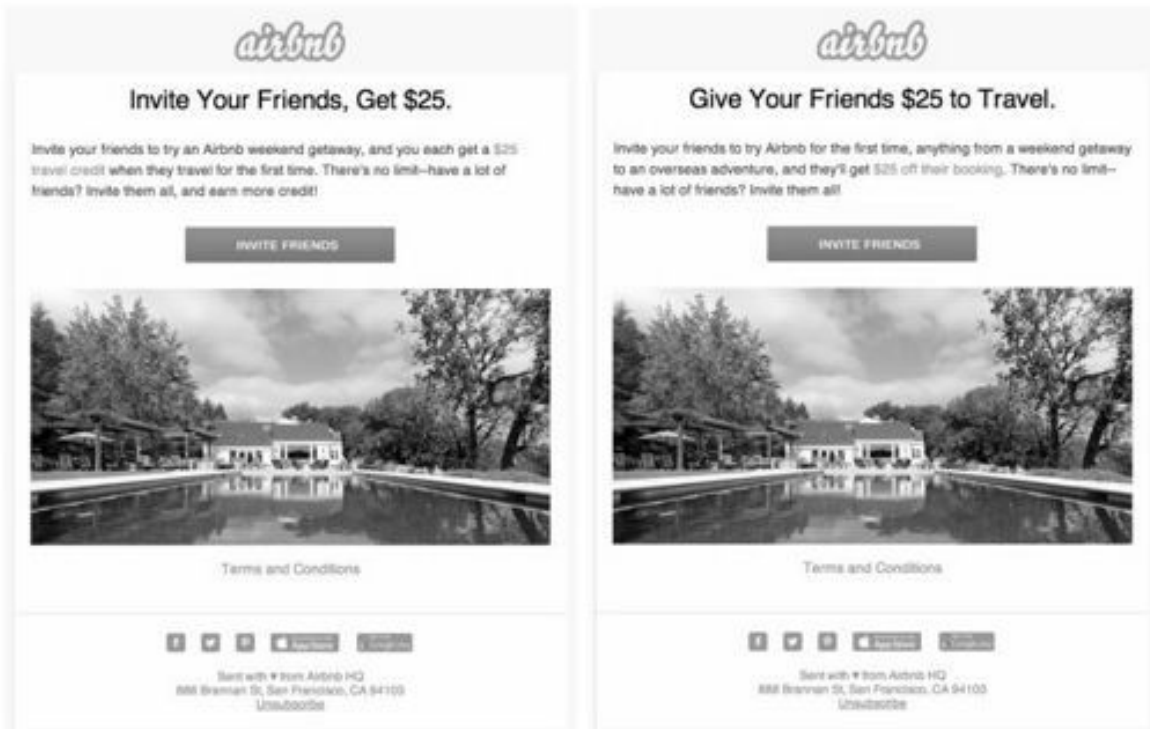 airbnb
Invite Your Friends, Get $25.
Invite your friends to try an Airbnb weekend getaway, and you each get a $25
travel credit when they travel for the first time. There's no limit--have a lot of
friends? Invite them all, and earn more credit!
INVITE FRIENDS
Terms and Conditions
App Store
Sent with ♥ from Airbnb HQ
888 Brannan St, San Francisco, CA 94103
Unsubscribe
airbnb
Give Your Friends $25 to Travel.
Invite your friends to try Airbnb for the first time, anything from a weekend getaway
to an overseas adventure, and they'll get $25 off their booking. There's no limit--
have a lot of friends? Invite them all!
INVITE FRIENDS
Terms and Conditions
App Store
Sent with ♥ from Airbnb HQ
888 Brannan St, San Francisco, CA 94103
Unsubscribe